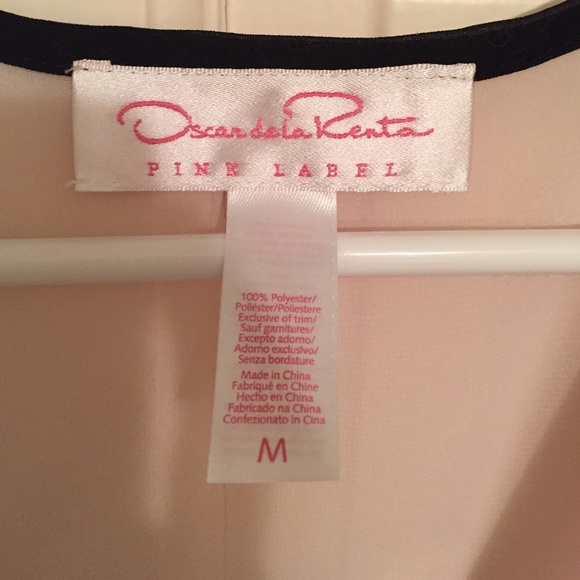 Oscar de la Renta
PINK LABEL
100% Polyester/
Poliéster/Poliestere
Exclusive of trim/
Sauf garnitures/
Excepto adorno/
Adorno exclusivo/
Senza bordature
Made in China
Fabriqué en Chine
Hecho en China
Fabricado na China
Confezionato in Cina
M